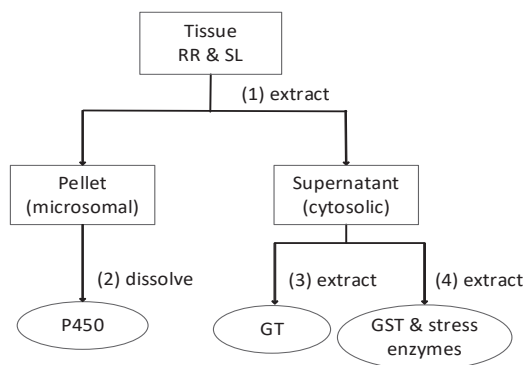 Tissue
RR & SL
(1) extract
Pellet
(microsomal)
Supernatant
(cytosolic)
(2) dissolve
(3) extract
(4) extract
P450
GT
GST & stress
enzymes